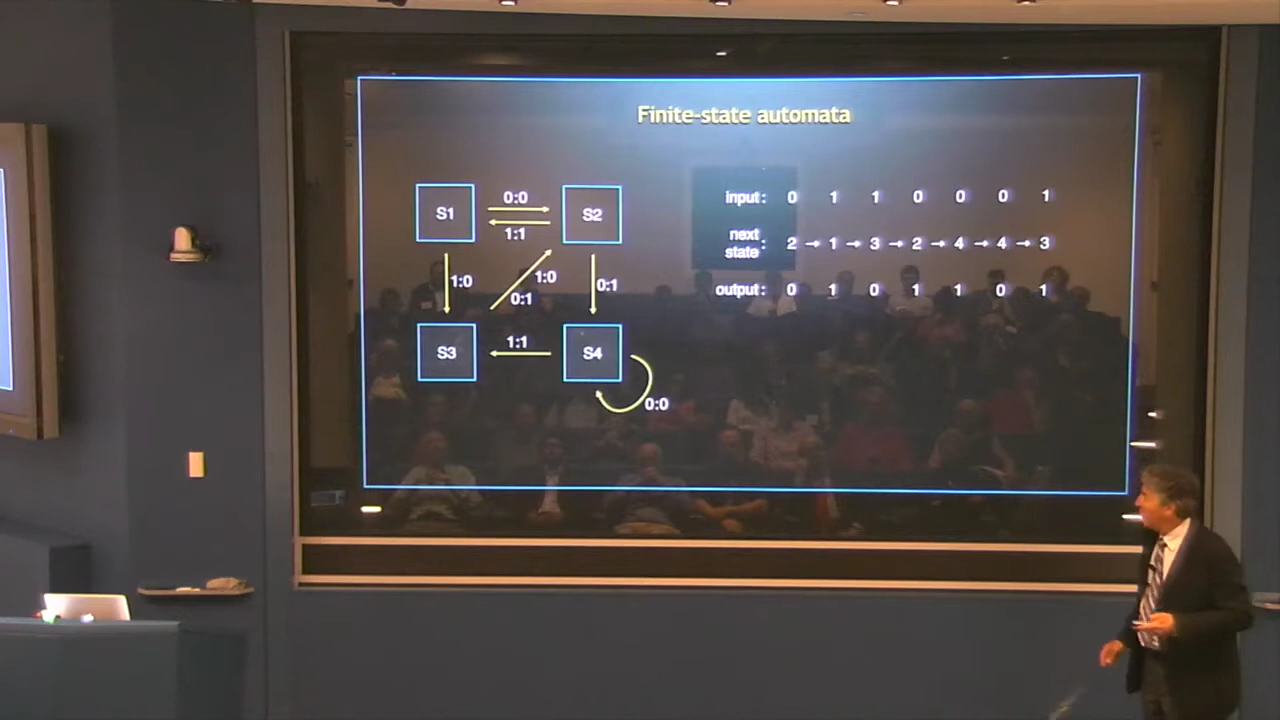 Finite-state automata
S1
0:0
S2
1:1
1:0
1:0
0:1
0:1
S3
1:1
S4
0:0
input: 0 1 1 0 0 0 1
next
state: 2 → 1 → 3 → 2 → 4 → 4 → 3
output: 0 1 0 1 1 0 1